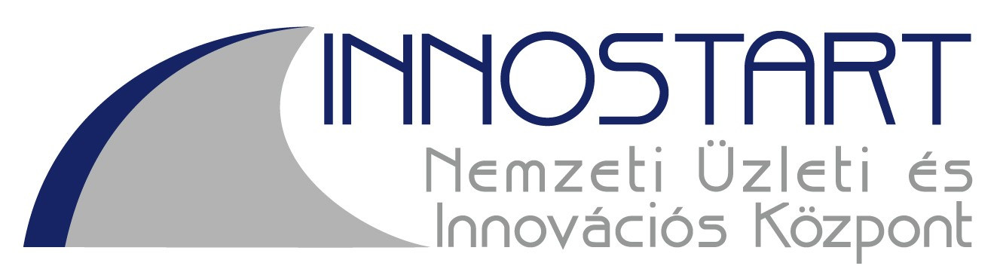 INNOSTART
Nemzeti Üzleti és
Innovációs Központ